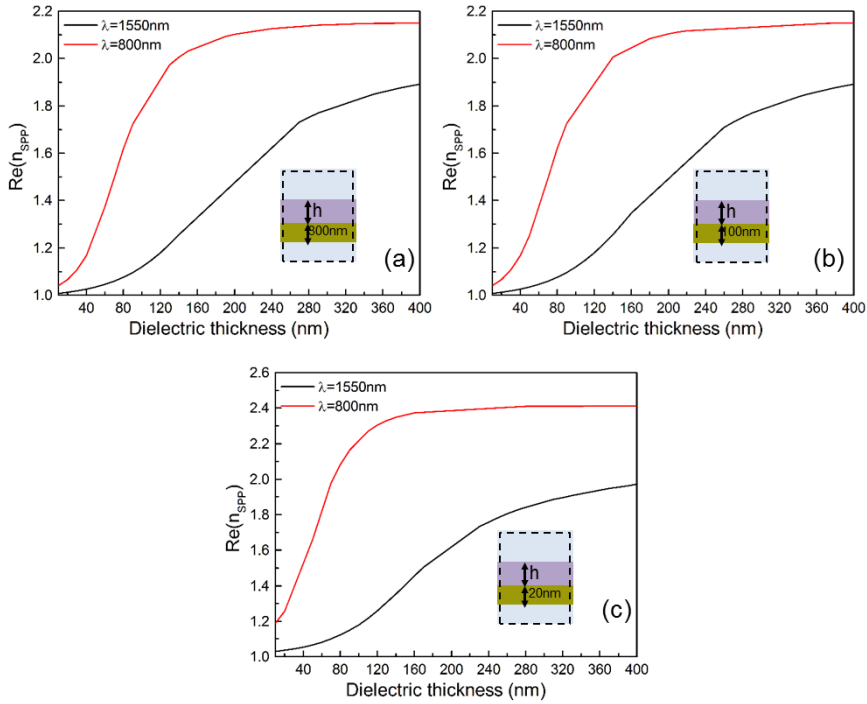 λ=1550nm
λ=800nm
2.2
2.0
1.8
1.6
1.4
1.2
1.0
Re(n_SPP)
h
300nm
(a)
40 80 120 160 200 240 280 320 360 400
Dielectric thickness (nm)
λ=1550nm
λ=800nm
2.2
2.0
1.8
1.6
1.4
1.2
1.0
Re(n_SPP)
h
100nm
(b)
40 80 120 160 200 240 280 320 360 400
Dielectric thickness (nm)
λ=1550nm
λ=800nm
2.6
2.4
2.2
2.0
1.8
1.6
1.4
1.2
1.0
Re(n_SPP)
h
20nm
(c)
40 80 120 160 200 240 280 320 360 400
Dielectric thickness (nm)